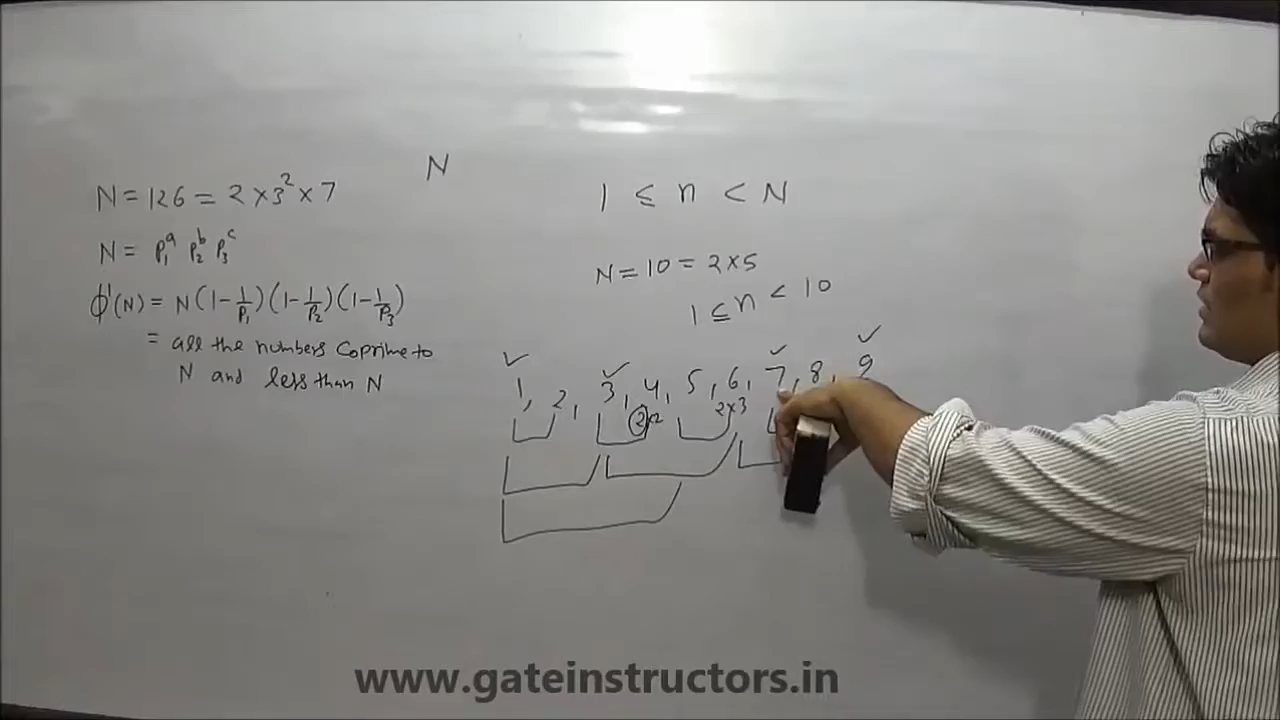 N
N = 126 = 2 × 3² × 7
N = p₁ᵃ p₂ᵇ p₃ᶜ
ϕ'(N) = N(1 - 1/p₁)(1 - 1/p₂)(1 - 1/p₃)
= all the numbers coprime to
N and less than N
1 ≤ n < N
N = 10 = 2×5
1 ≤ n < 10
✓ ✓ ✓ ✓
1, 2, 3, 4, 5, 6, 7, 8, 9
2×2 2×3
www.gateinstructors.in